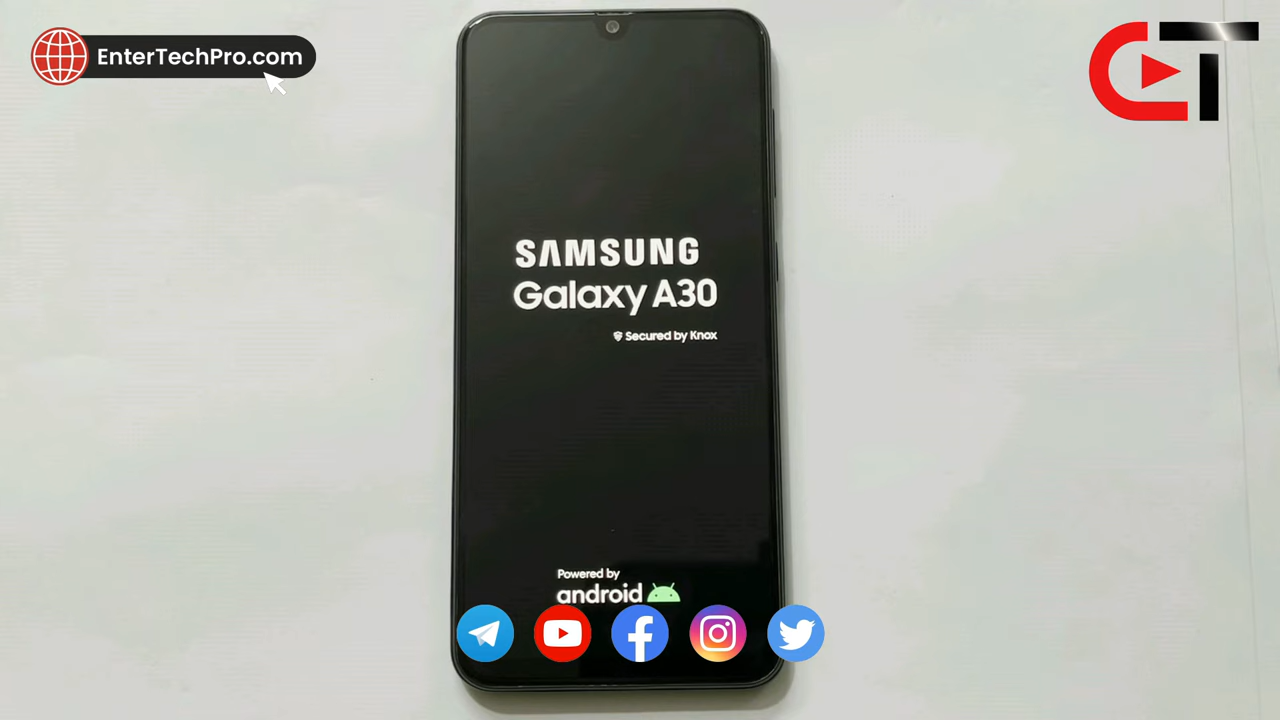 EnterTechPro.com
SAMSUNG
Galaxy A30
Secured by Knox
Powered by
android